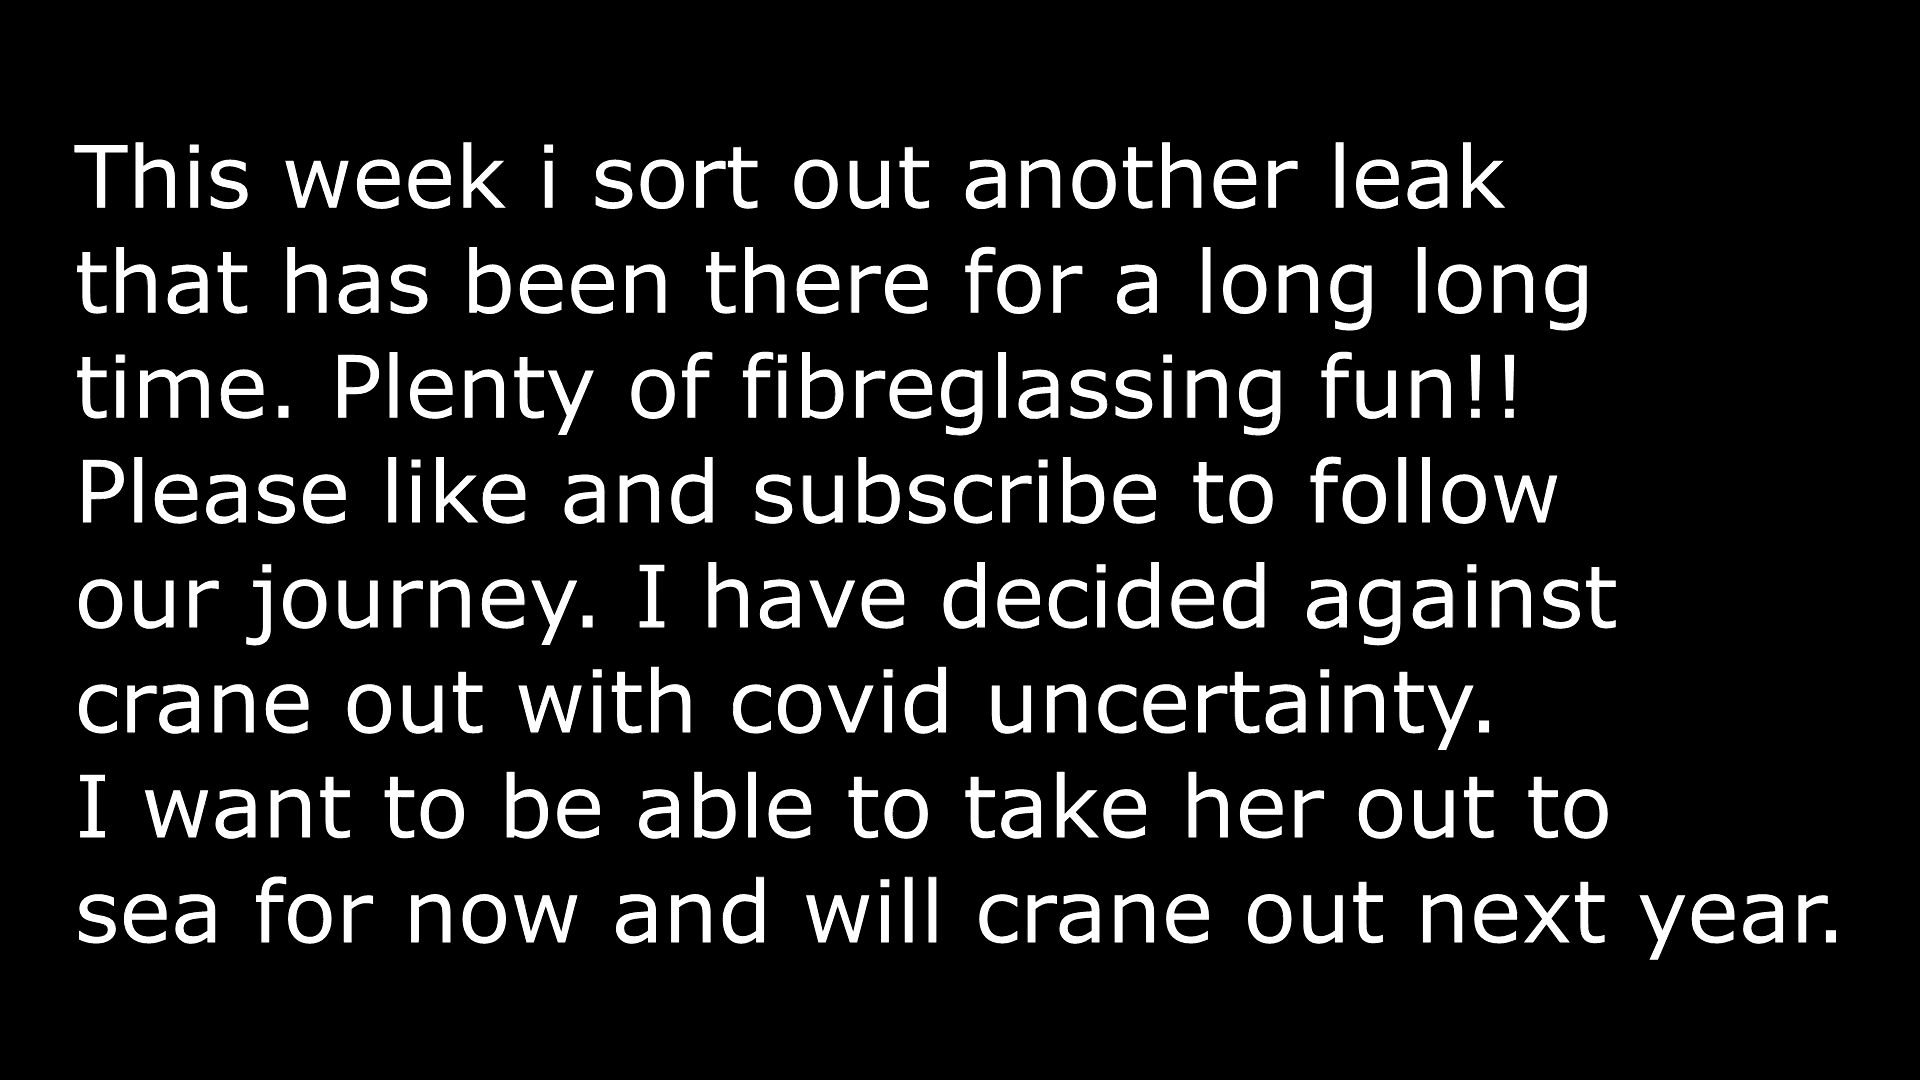 This week i sort out another leak
that has been there for a long long
time. Plenty of fibreglassing fun!!
Please like and subscribe to follow
our journey. I have decided against
crane out with covid uncertainty.
I want to be able to take her out to
sea for now and will crane out next year.